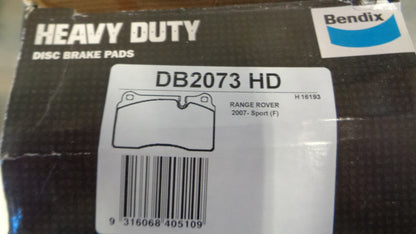 HEAVY DUTY
Bendix
DISC BRAKE PADS
DB2073 HD
H 16193
RANGE ROVER
2007- Sport (F)
9 316068 405109